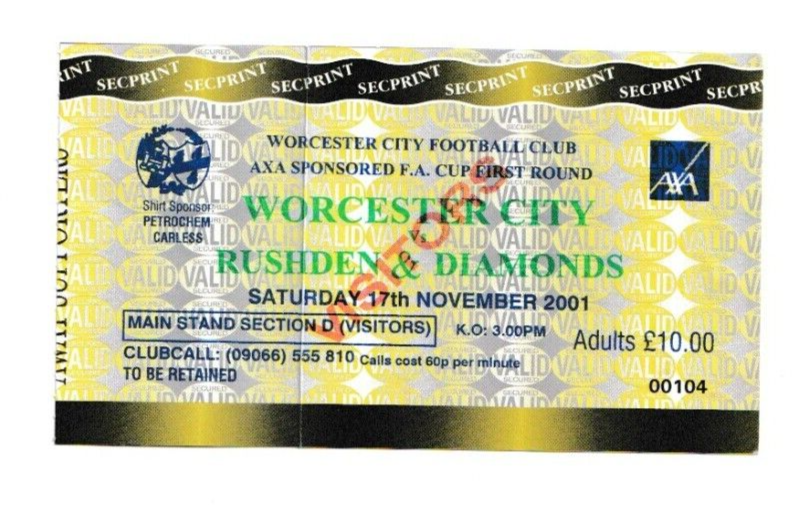 SECPRINT SECPRINT SECPRINT SECPRINT SECPRINT SECPRINT SECPRINT
WORCESTER CITY FOOTBALL CLUB
AXA SPONSORED F.A. CUP FIRST ROUND
AXA
Shirt Sponsor
PETROCHEM
CARLESS
WORCESTER CITY
v
RUSHDEN & DIAMONDS
VISITORS
SATURDAY 17th NOVEMBER 2001
MAIN STAND SECTION D (VISITORS)
K.O: 3.00PM
Adults £10.00
CLUBCALL: (09066) 555 810 Calls cost 60p per minute
TO BE RETAINED
00104